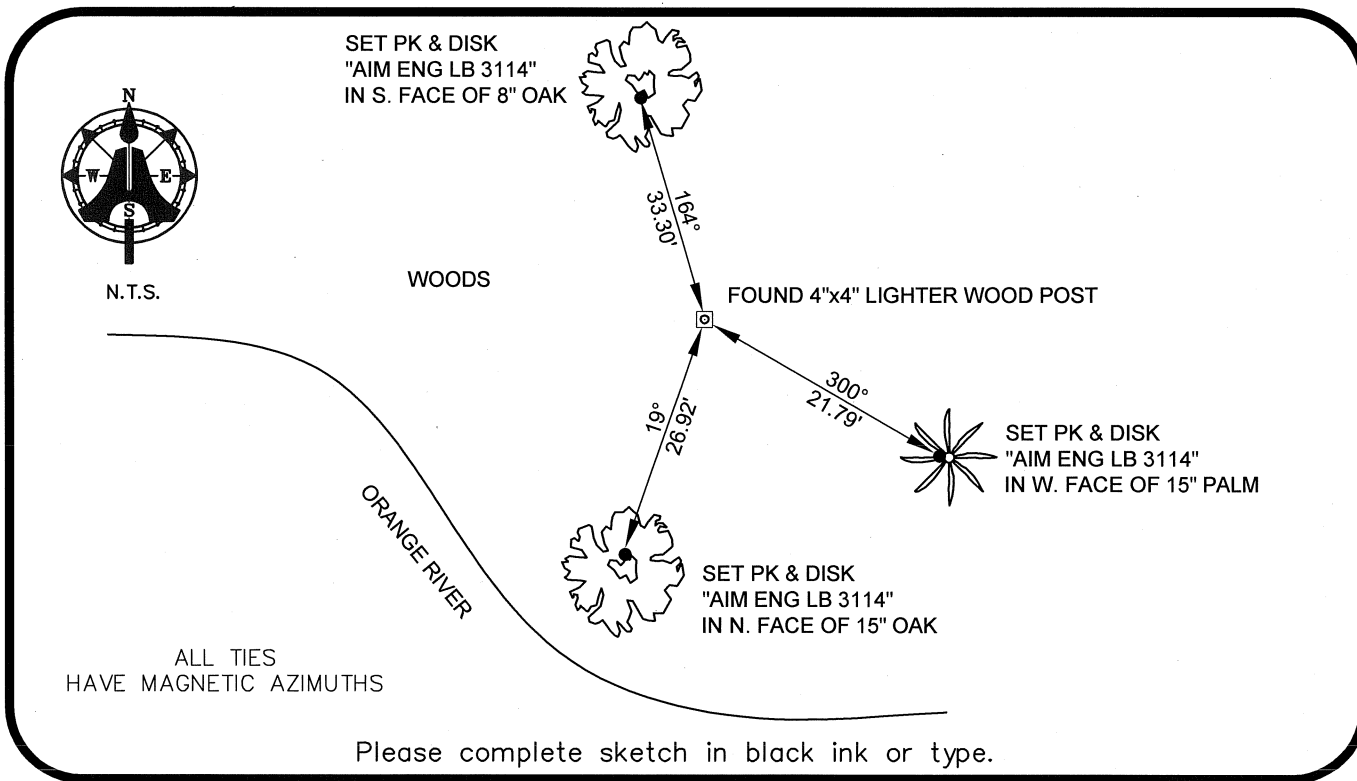 SET PK & DISK
"AIM ENG LB 3114"
IN S. FACE OF 8" OAK
N
W
E
S
N.T.S.
164°
33.30'
WOODS
FOUND 4"x4" LIGHTER WOOD POST
300°
21.79'
19°
26.92'
SET PK & DISK
"AIM ENG LB 3114"
IN W. FACE OF 15" PALM
ORANGE RIVER
SET PK & DISK
"AIM ENG LB 3114"
IN N. FACE OF 15" OAK
ALL TIES
HAVE MAGNETIC AZIMUTHS
Please complete sketch in black ink or type.